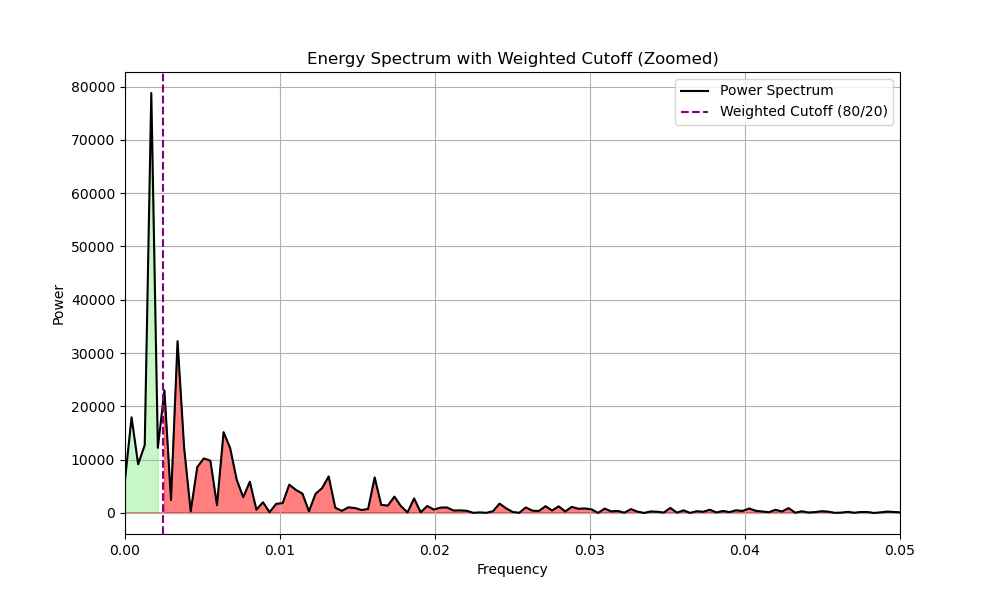 Energy Spectrum with Weighted Cutoff (Zoomed)
Power Spectrum
Weighted Cutoff (80/20)
80000
70000
60000
50000
40000
30000
20000
10000
0
Power
0.00 0.01 0.02 0.03 0.04 0.05
Frequency